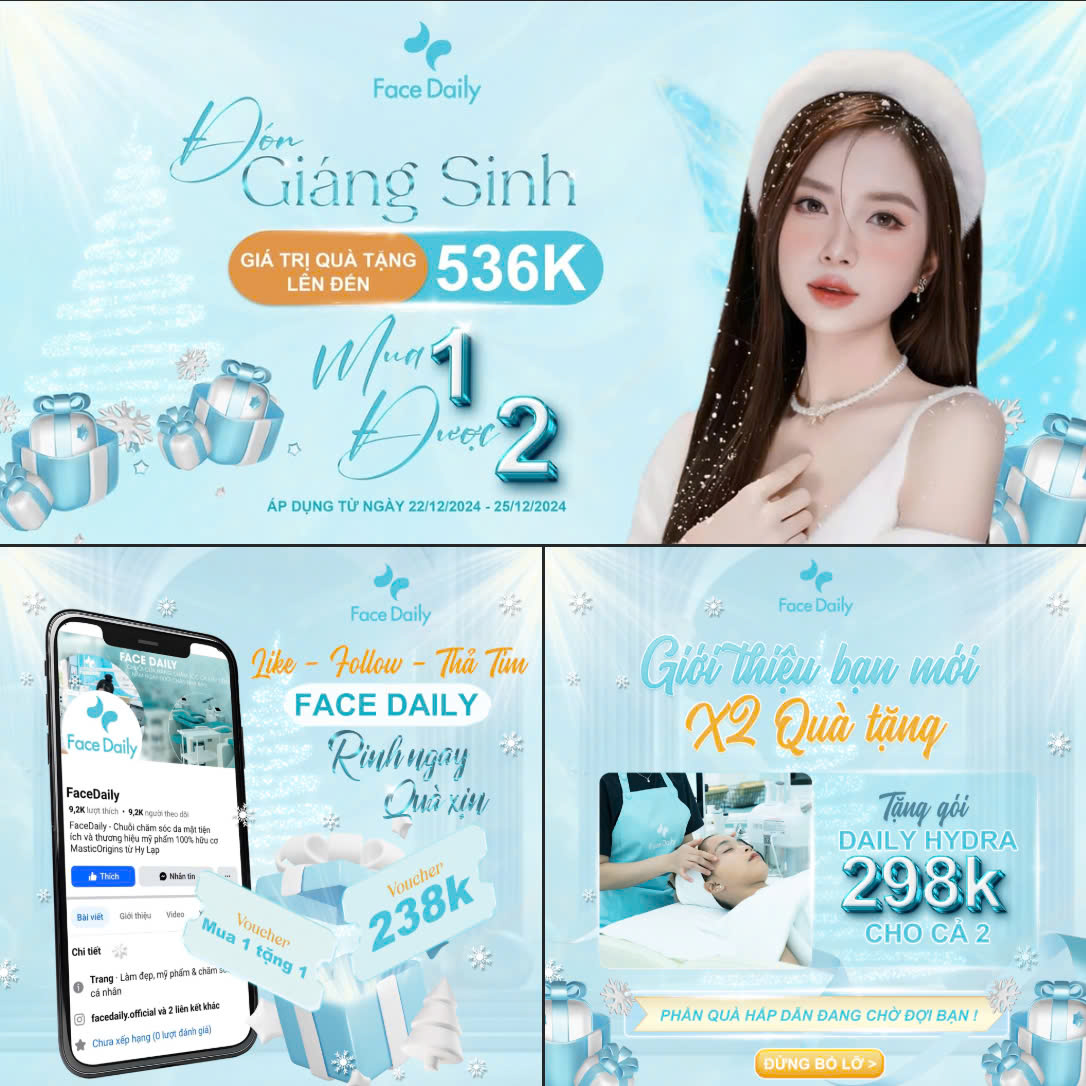 Face Daily
Đón
Giáng Sinh
GIÁ TRỊ QUÀ TẶNG
LÊN ĐẾN
536K
Mua 1
Được 2
ÁP DỤNG TỪ NGÀY 22/12/2024 - 25/12/2024
FACE DAILY
Face Daily
FaceDaily
9,2K lượt thích • 9,2K người theo dõi
FaceDaily - Chuỗi chăm sóc da mặt tiện
ích và thương hiệu mỹ phẩm 100% hữu cơ
MasticOrigins từ Hy Lạp
Thích
Nhắn tin
...
Bài viết
Giới thiệu
Video
Chi tiết
Trang · Làm đẹp, mỹ phẩm & chăm
cá nhân
facedaily.official và 2 liên kết khác
Chưa xếp hạng (0 lượt đánh giá)
Face Daily
Like - Follow - Thả Tim
FACE DAILY
Rinh ngay
Quà xịn
Voucher
Mua 1 tặng 1
Voucher
238k
Face Daily
Giới thiệu bạn mới
X2 Quà tặng
Tặng gói
DAILY HYDRA
298k
CHO CẢ 2
PHẦN QUÀ HẤP DẪN ĐANG CHỜ ĐỢI BẠN !
ĐỪNG BỎ LỠ >